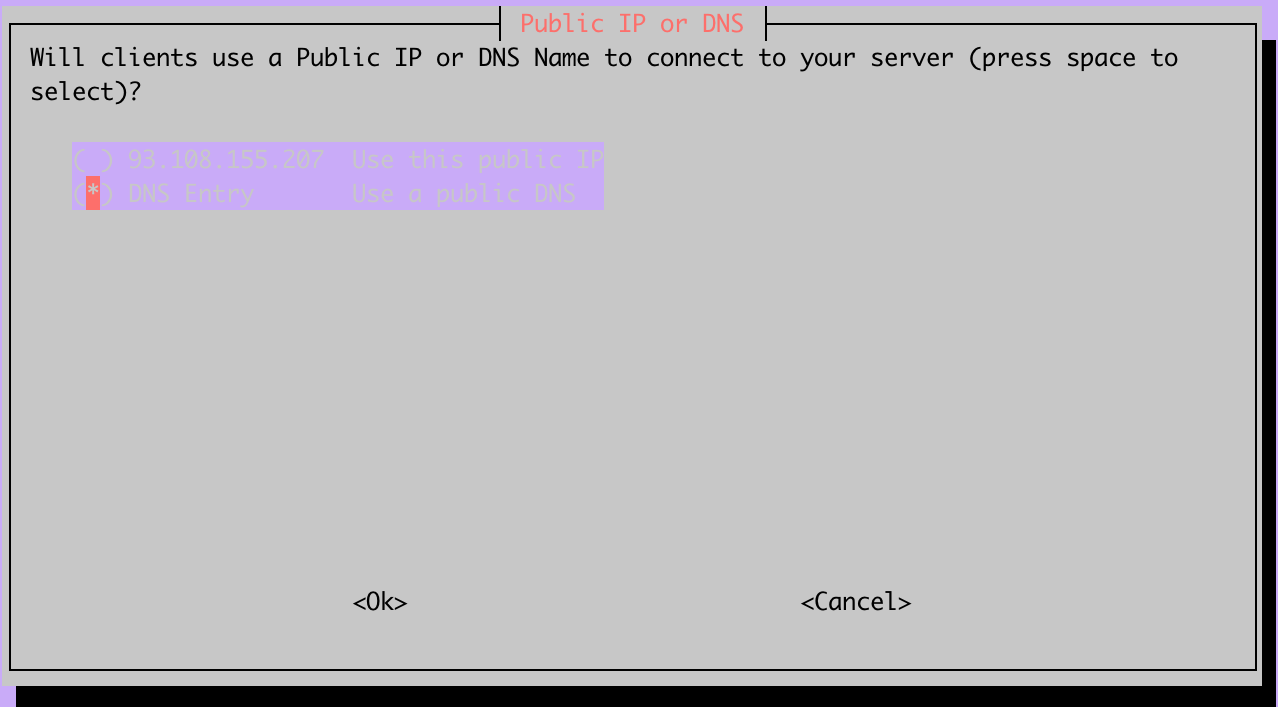 Public IP or DNS
Will clients use a Public IP or DNS Name to connect to your server (press space to
select)?
( ) 93.108.155.207  Use this public IP
(*) DNS Entry       Use a public DNS
<Ok>                <Cancel>